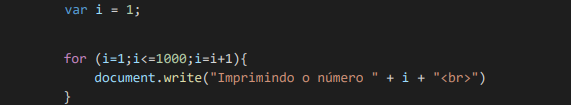 var i = 1;
for (i=1;i<=1000;i=i+1){
document.write("Imprimindo o número " + i + "<br>")
}